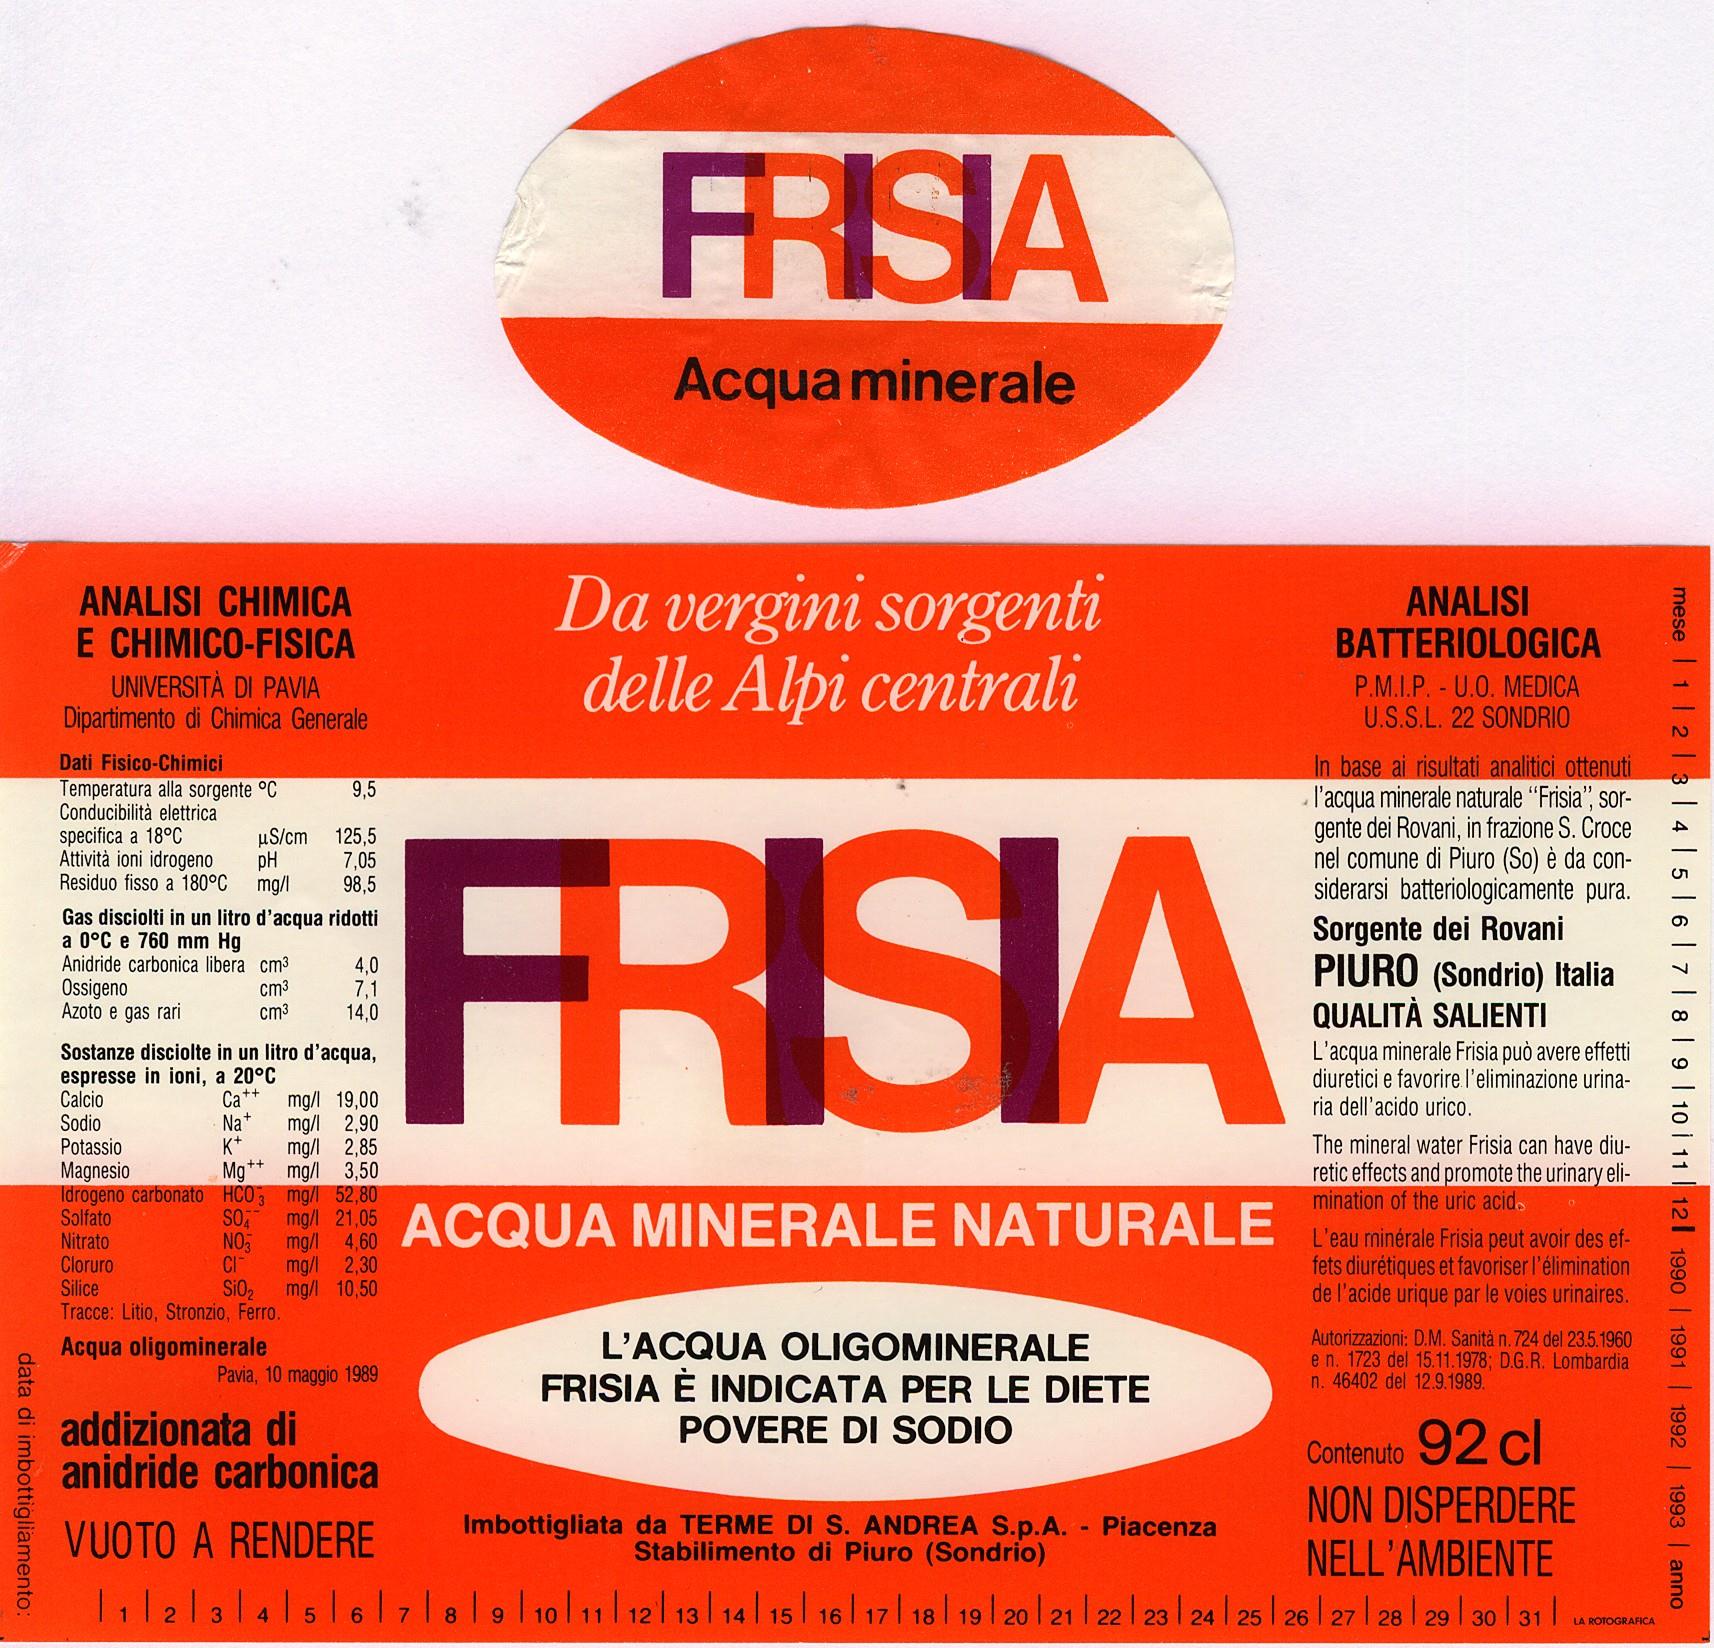 FRISIA
Acqua minerale
ANALISI CHIMICA
E CHIMICO-FISICA
UNIVERSITÀ DI PAVIA
Dipartimento di Chimica Generale
Dati Fisico-Chimici
Temperatura alla sorgente °C 9,5
Conducibilità elettrica
specifica a 18°C µS/cm 125,5
Attività ioni idrogeno pH 7,05
Residuo fisso a 180°C mg/l 98,5
Gas disciolti in un litro d'acqua ridotti
a 0°C e 760 mm Hg
Anidride carbonica libera cm³ 4,0
Ossigeno cm³ 7,1
Azoto e gas rari cm³ 14,0
Sostanze disciolte in un litro d'acqua,
espresse in ioni, a 20°C
Calcio Ca⁺⁺ mg/l 19,00
Sodio Na⁺ mg/l 2,90
Potassio K⁺ mg/l 2,85
Magnesio Mg⁺⁺ mg/l 3,50
Idrogeno carbonato HCO₃⁻ mg/l 52,80
Solfato SO₄⁻⁻ mg/l 21,05
Nitrato NO₃⁻ mg/l 4,60
Cloruro Cl⁻ mg/l 2,30
Silice SiO₂ mg/l 10,50
Tracce: Litio, Stronzio, Ferro.
Acqua oligominerale
Pavia, 10 maggio 1989
addizionata di
anidride carbonica
VUOTO A RENDERE
Da vergini sorgenti
delle Alpi centrali
FRISIA
ACQUA MINERALE NATURALE
L'ACQUA OLIGOMINERALE
FRISIA È INDICATA PER LE DIETE
POVERE DI SODIO
Imbottigliata da TERME DI S. ANDREA S.p.A. - Piacenza
Stabilimento di Piuro (Sondrio)
ANALISI
BATTERIOLOGICA
P.M.I.P. - U.O. MEDICA
U.S.S.L. 22 SONDRIO
In base ai risultati analitici ottenuti
l'acqua minerale naturale "Frisia", sor-
gente dei Rovani, in frazione S. Croce
nel comune di Piuro (So) è da con-
siderarsi batteriologicamente pura.
Sorgente dei Rovani
PIURO (Sondrio) Italia
QUALITÀ SALIENTI
L'acqua minerale Frisia può avere effetti
diuretici e favorire l'eliminazione urina-
ria dell'acido urico.
The mineral water Frisia can have diu-
retic effects and promote the urinary eli-
mination of the uric acid.
L'eau minérale Frisia peut avoir des ef-
fets diurétiques et favoriser l'élimination
de l'acide urique par le voies urinaires.
Autorizzazioni: D.M. Sanità n. 724 del 23.5.1960
e n. 1723 del 15.11.1978; D.G.R. Lombardia
n. 46402 del 12.9.1989.
Contenuto 92 cl
NON DISPERDERE
NELL'AMBIENTE
mese | 1 | 2 | 3 | 4 | 5 | 6 | 7 | 8 | 9 | 10 | 11 | 12 | 1990 | 1991 | 1992 | 1993 | anno
data di imbottigliamento:
| 1 | 2 | 3 | 4 | 5 | 6 | 7 | 8 | 9 | 10 | 11 | 12 | 13 | 14 | 15 | 16 | 17 | 18 | 19 | 20 | 21 | 22 | 23 | 24 | 25 | 26 | 27 | 28 | 29 | 30 | 31 |
LA ROTOGRAFICA